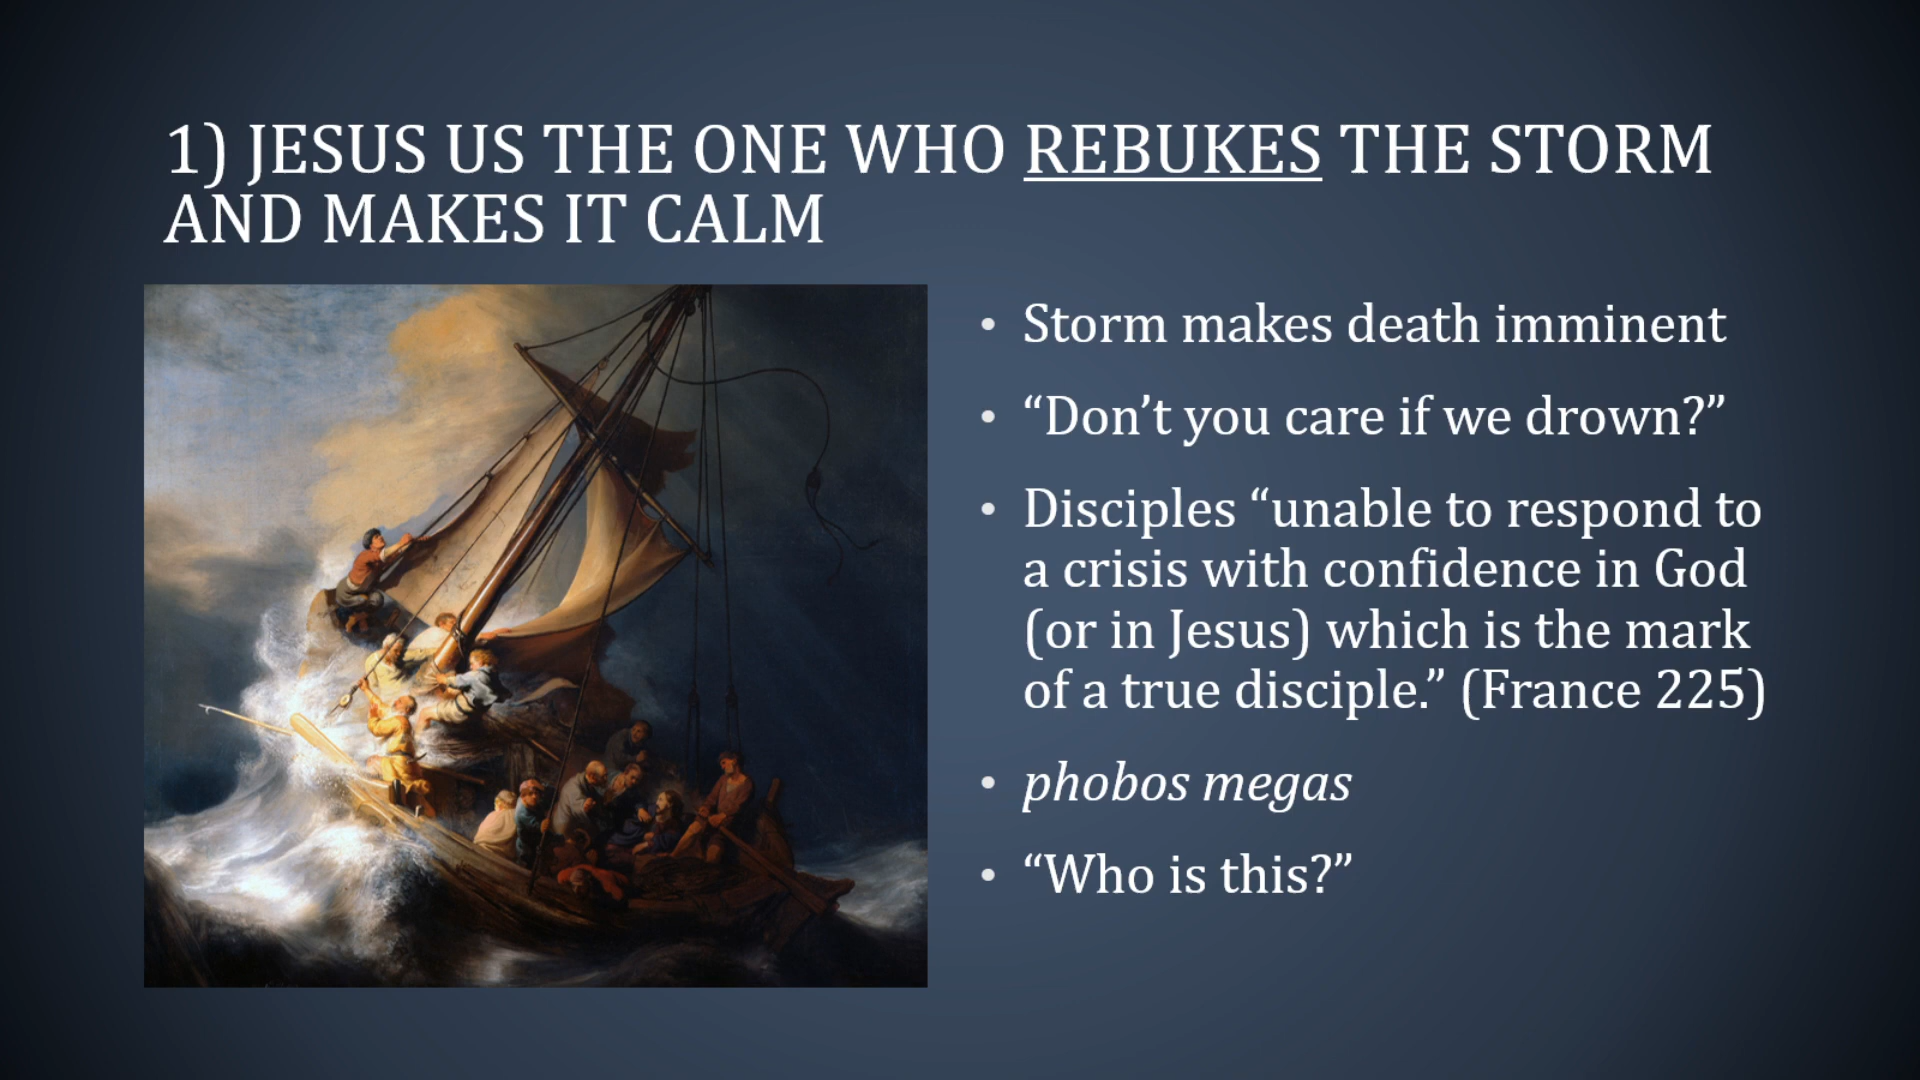 1) JESUS US THE ONE WHO REBUKES THE STORM
AND MAKES IT CALM
• Storm makes death imminent
• “Don’t you care if we drown?”
• Disciples “unable to respond to
a crisis with confidence in God
(or in Jesus) which is the mark
of a true disciple.” (France 225)
• phobos megas
• “Who is this?”